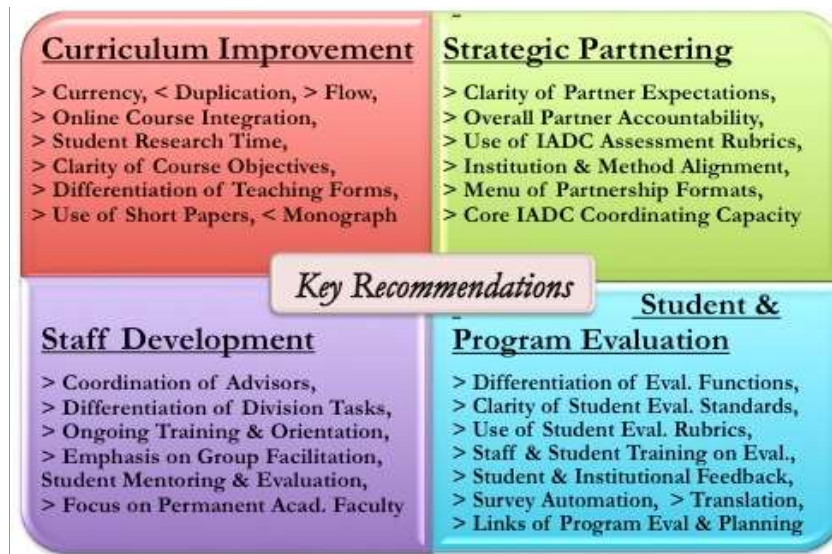 Curriculum Improvement
> Currency, < Duplication, > Flow,
> Online Course Integration,
> Student Research Time,
> Clarity of Course Objectives,
> Differentiation of Teaching Forms,
> Use of Short Papers, < Monograph
Strategic Partnering
> Clarity of Partner Expectations,
> Overall Partner Accountability,
> Use of IADC Assessment Rubrics,
> Institution & Method Alignment,
> Menu of Partnership Formats,
> Core IADC Coordinating Capacity
Key Recommendations
Staff Development
> Coordination of Advisors,
> Differentiation of Division Tasks,
> Ongoing Training & Orientation,
> Emphasis on Group Facilitation,
Student Mentoring & Evaluation,
> Focus on Permanent Acad. Faculty
Student &
Program Evaluation
> Differentiation of Eval. Functions,
> Clarity of Student Eval. Standards,
> Use of Student Eval. Rubrics,
> Staff & Student Training on Eval.,
> Student & Institutional Feedback,
> Survey Automation, > Translation,
> Links of Program Eval & Planning